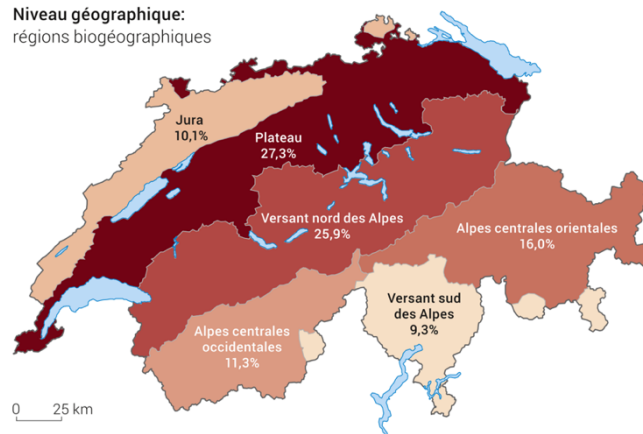 Niveau géographique:
régions biogéographiques
Jura
10,1%
Plateau
27,3%
Versant nord des Alpes
25,9%
Alpes centrales orientales
16,0%
Versant sud
des Alpes
9,3%
Alpes centrales
occidentales
11,3%
0 25 km